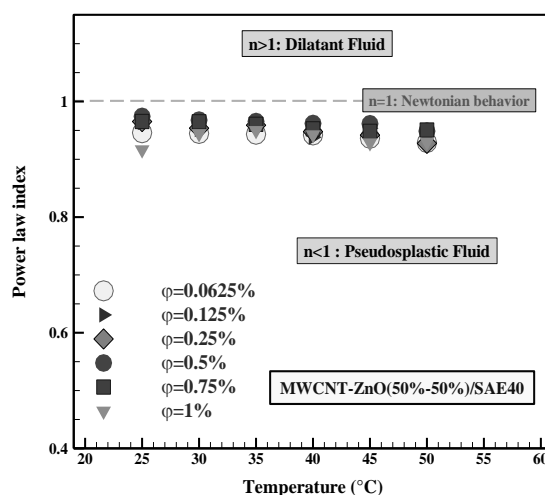 n>1: Dilatant Fluid
1
n=1: Newtonian behavior
0.8
n<1 : Pseudosplastic Fluid
Power law index
φ=0.0625%
φ=0.125%
φ=0.25%
φ=0.5%
φ=0.75%
φ=1%
0.6
MWCNT-ZnO(50%-50%)/SAE40
0.4
20 25 30 35 40 45 50 55 60
Temperature (°C)